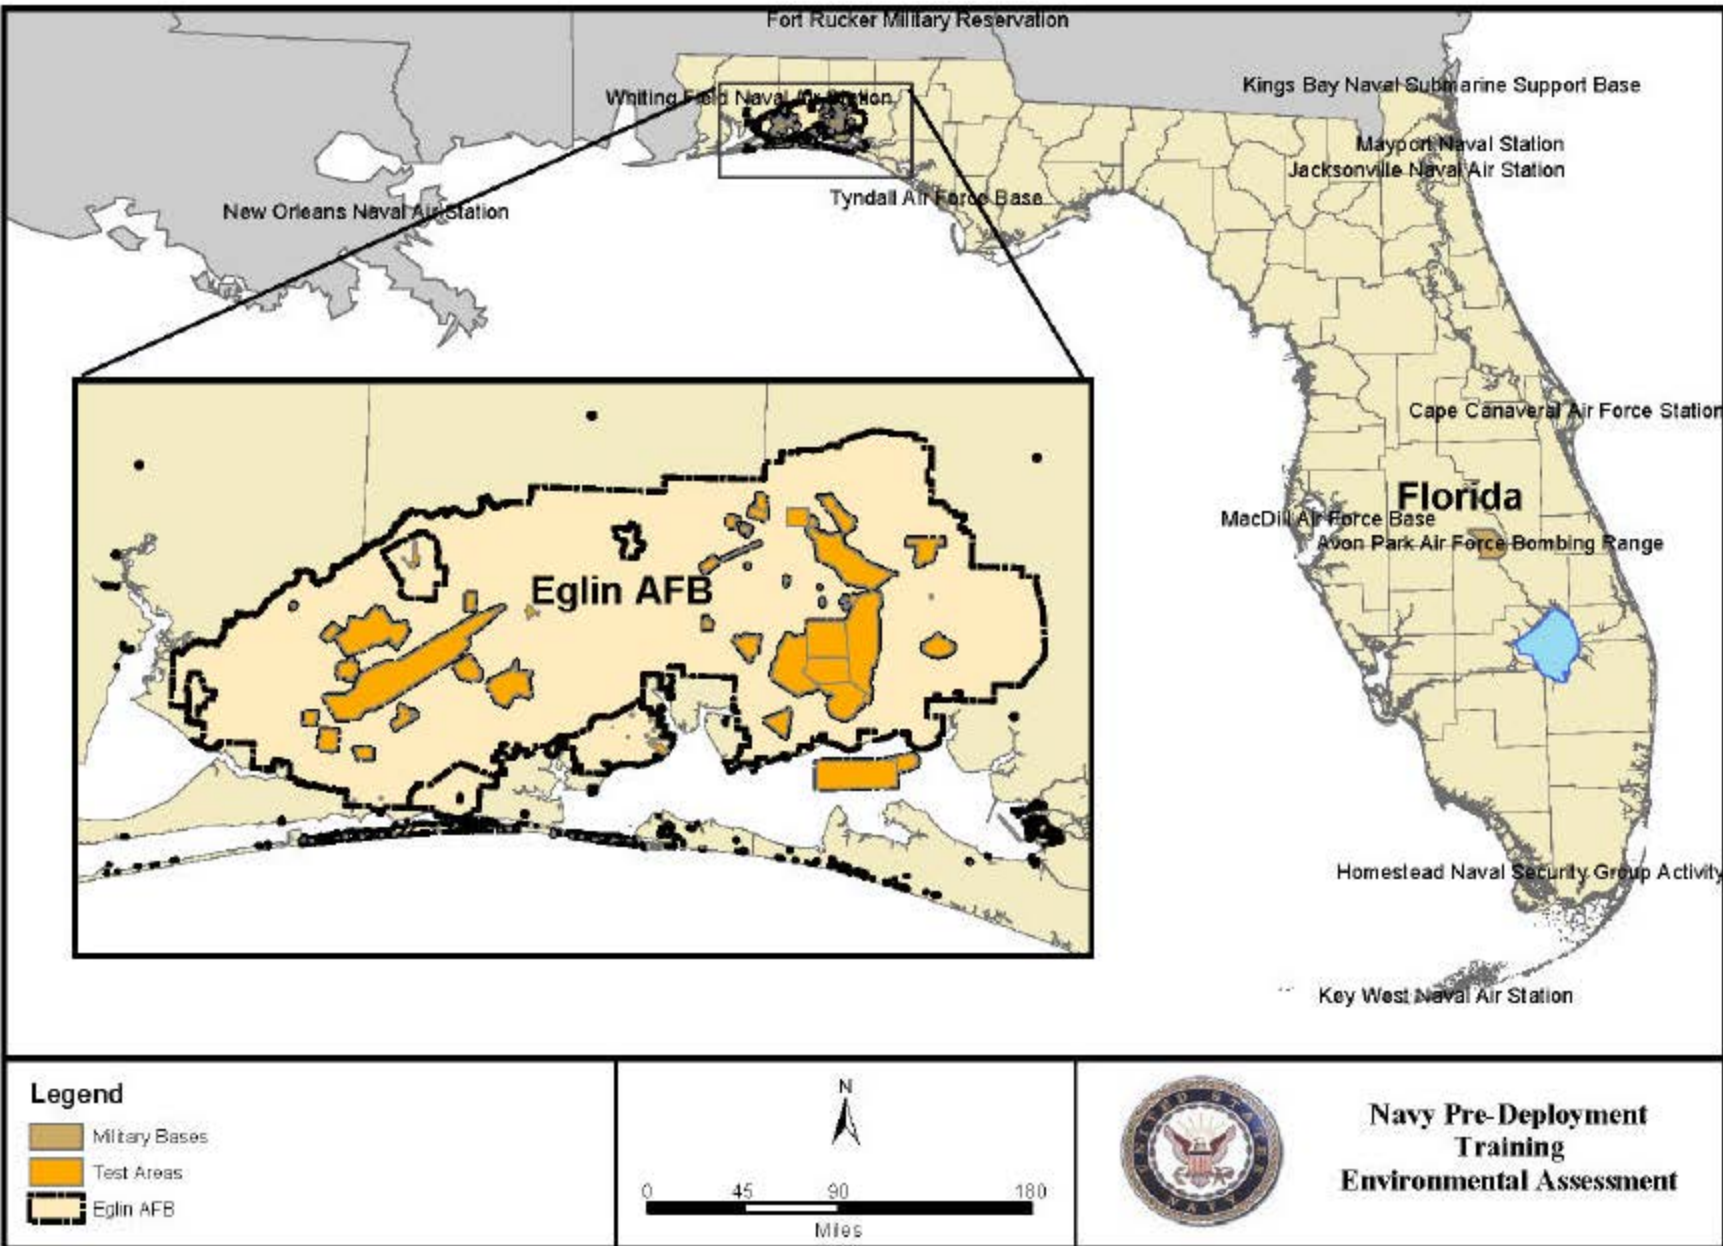 Fort Rucker Military Reservation
Kings Bay Naval Submarine Support Base
Whiting Field Naval Air Station
Mayport Naval Station
Jacksonville Naval Air Station
Tyndall Air Force Base
New Orleans Naval Air Station
Cape Canaveral Air Force Station
Florida
MacDill Air Force Base
Avon Park Air Force Bombing Range
Eglin AFB
Homestead Naval Security Group Activity
Key West Naval Air Station
Legend
Military Bases
Test Areas
Eglin AFB
N
0 45 90 180
Miles
UNITED STATES
NAVY
Navy Pre-Deployment
Training
Environmental Assessment